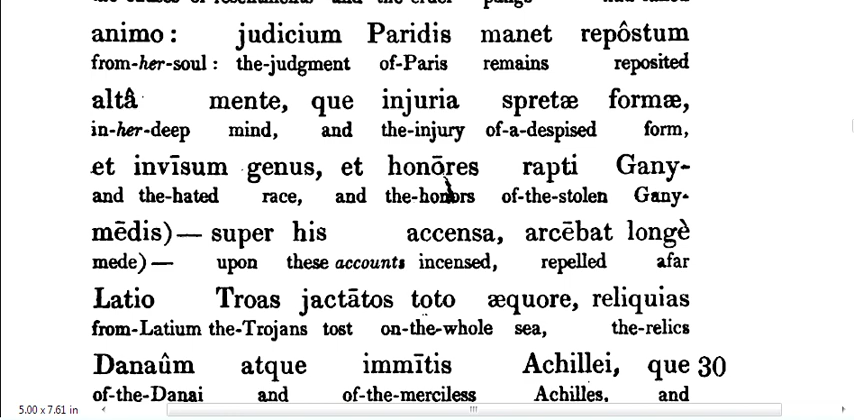 animo : judicium Paridis manet repôstum
from-her-soul : the-judgment of-Paris remains reposited
altâ mente, que injuria spretæ formæ,
in-her-deep mind, and the-injury of-a-despised form,
et invīsum genus, et honōres rapti Gany-
and the-hated race, and the-honors of-the-stolen Gany-
mēdis)— super his accensa, arcēbat longè
mede)— upon these accounts incensed, repelled afar
Latio Troas jactātos toto æquore, reliquias
from-Latium the-Trojans tost on-the-whole sea, the-relics
Danaûm atque immītis Achillei, que 30
of-the-Danai and of-the-merciless Achilles, and
5.00 x 7.61 in